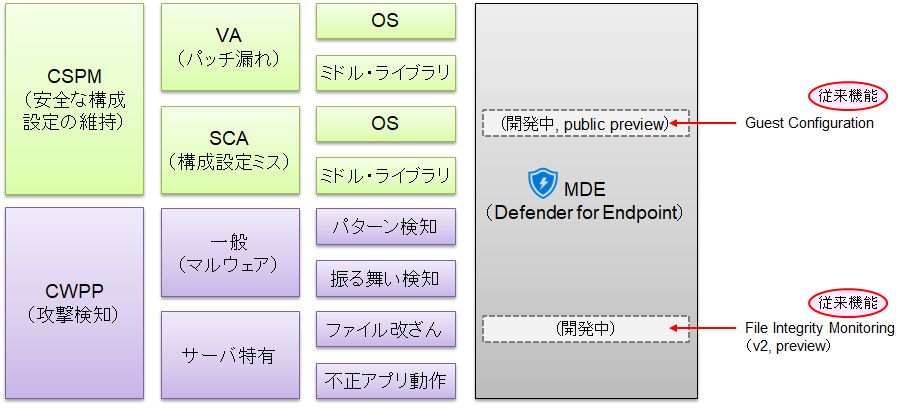 CSPM
（安全な構成
設定の維持）
VA
（パッチ漏れ）
OS
ミドル・ライブラリ
SCA
（構成設定ミス）
OS
ミドル・ライブラリ
CWPP
（攻撃検知）
一般
（マルウェア）
パターン検知
振る舞い検知
サーバ特有
ファイル改ざん
不正アプリ動作
(開発中, public preview)
MDE
（Defender for Endpoint）
(開発中)
従来機能
Guest Configuration
従来機能
File Integrity Monitoring
（v2, preview）